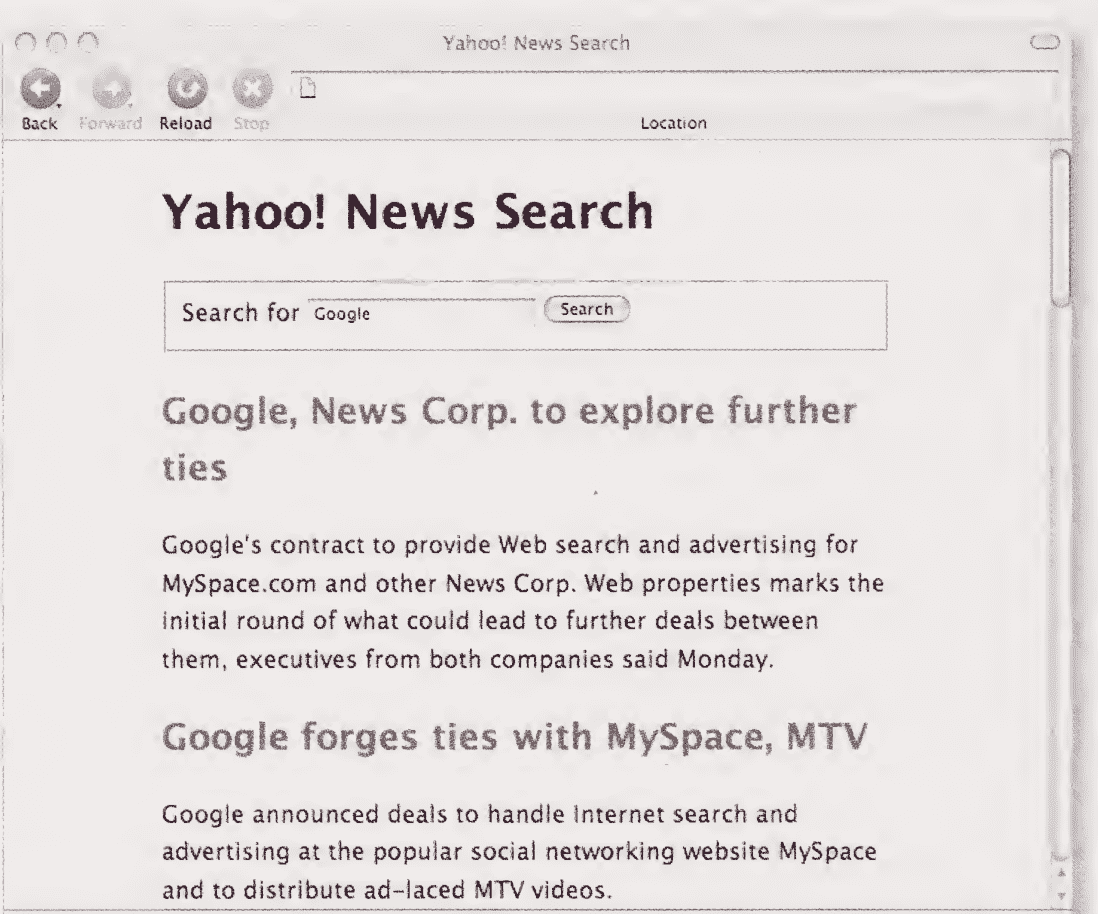 Yahoo! News Search
Back Forward Reload Stop
Location
Yahoo! News Search
Search for Google Search
Google, News Corp. to explore further
ties
Google's contract to provide Web search and advertising for
MySpace.com and other News Corp. Web properties marks the
initial round of what could lead to further deals between
them, executives from both companies said Monday.
Google forges ties with MySpace, MTV
Google announced deals to handle Internet search and
advertising at the popular social networking website MySpace
and to distribute ad-laced MTV videos.